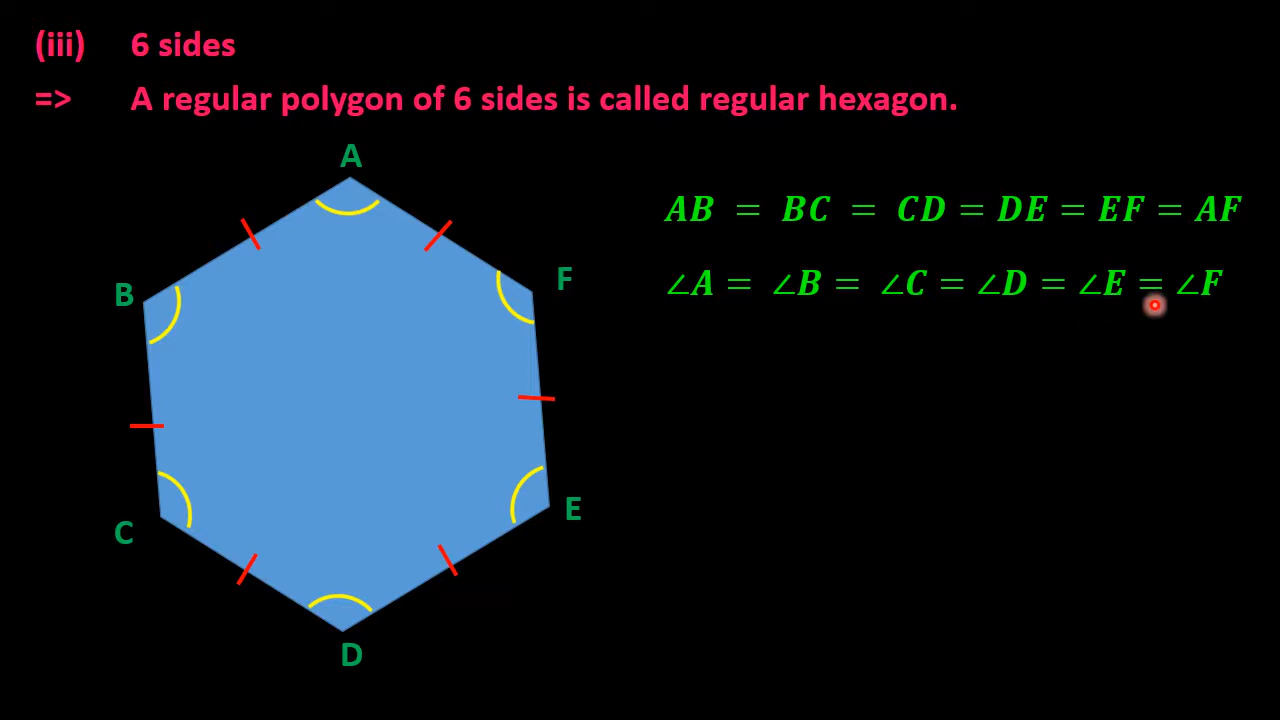 (iii) 6 sides
=> A regular polygon of 6 sides is called regular hexagon.
A
B
F
C
E
D
AB = BC = CD = DE = EF = AF
∠A = ∠B = ∠C = ∠D = ∠E = ∠F